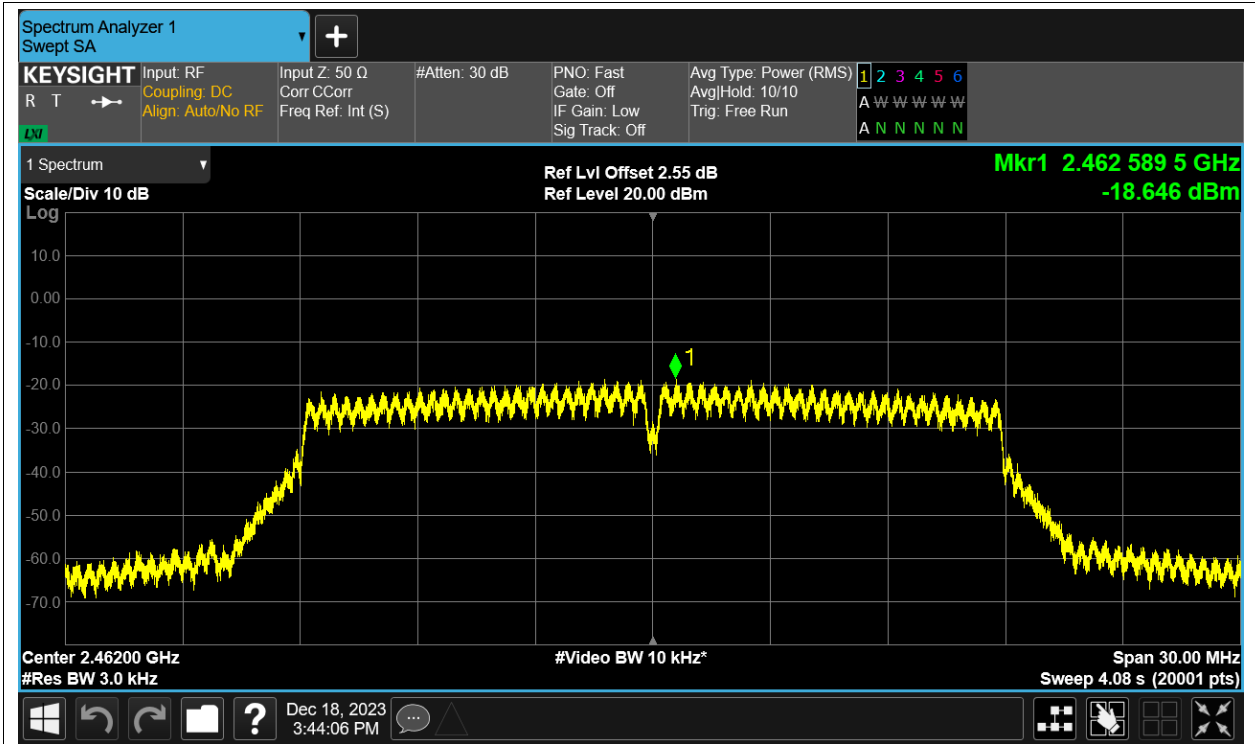 Spectrum Analyzer 1
Swept SA
KEYSIGHT
R T
LXI
Input: RF
Coupling: DC
Align: Auto/No RF
Input Z: 50 Ω
Corr CCorr
Freq Ref: Int (S)
#Atten: 30 dB
PNO: Fast
Gate: Off
IF Gain: Low
Sig Track: Off
Avg Type: Power (RMS)
Avg|Hold: 10/10
Trig: Free Run
1 2 3 4 5 6
A W W W W W
A N N N N N
1 Spectrum
Scale/Div 10 dB
Log
Ref Lvl Offset 2.55 dB
Ref Level 20.00 dBm
Mkr1 2.462 589 5 GHz
-18.646 dBm
10.0
0.00
-10.0
-20.0
-30.0
-40.0
-50.0
-60.0
-70.0
1
Center 2.46200 GHz
#Video BW 10 kHz*
Span 30.00 MHz
#Res BW 3.0 kHz
Sweep 4.08 s (20001 pts)
?
Dec 18, 2023
3:44:06 PM